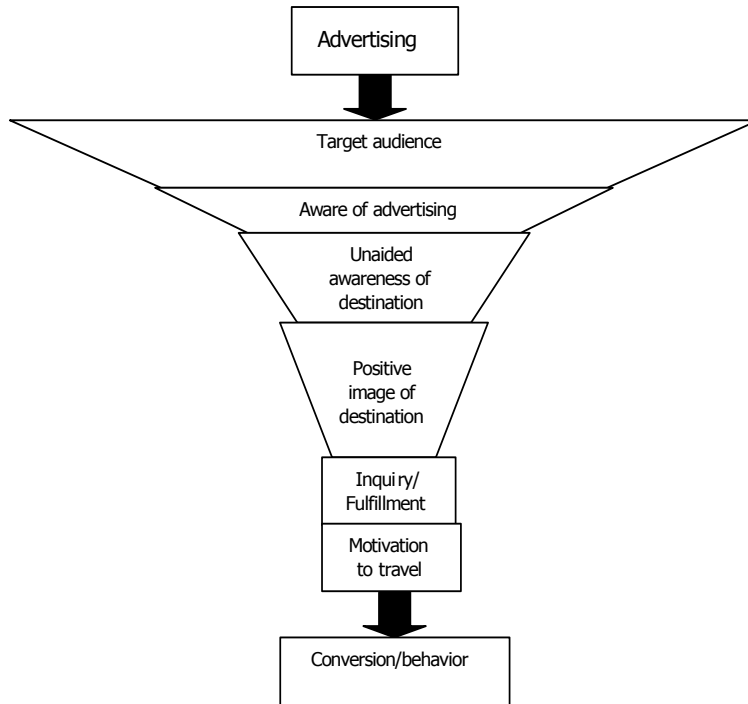 Advertising
Target audience
Aware of advertising
Unaided
awareness of
destination
Positive
image of
destination
Inquiry/
Fulfillment
Motivation
to travel
Conversion/behavior